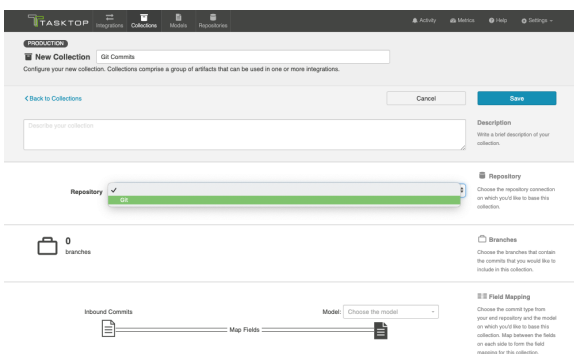 TASKTOP
Integrations
Collections
Models
Repositories
Activity
Metrics
Help
Settings
PRODUCTION
New Collection
Git Commits
Configure your new collection. Collections comprise a group of artifacts that can be used in one or more integrations.
Back to Collections
Cancel
Save
Describe your collection
Description
Write a brief description of your
collection.
Repository
Git
Repository
Choose the repository connection
on which you'd like to base this
collection.
0
branches
Branches
Choose the branches that contain
the commits that you would like to
include in this collection.
Inbound Commits
Model:
Choose the model
Map Fields
Field Mapping
Choose the commit type from
your end repository and the model
on which you'd like to base this
collection. Map between the fields
on each side to form the field
mapping for this collection.